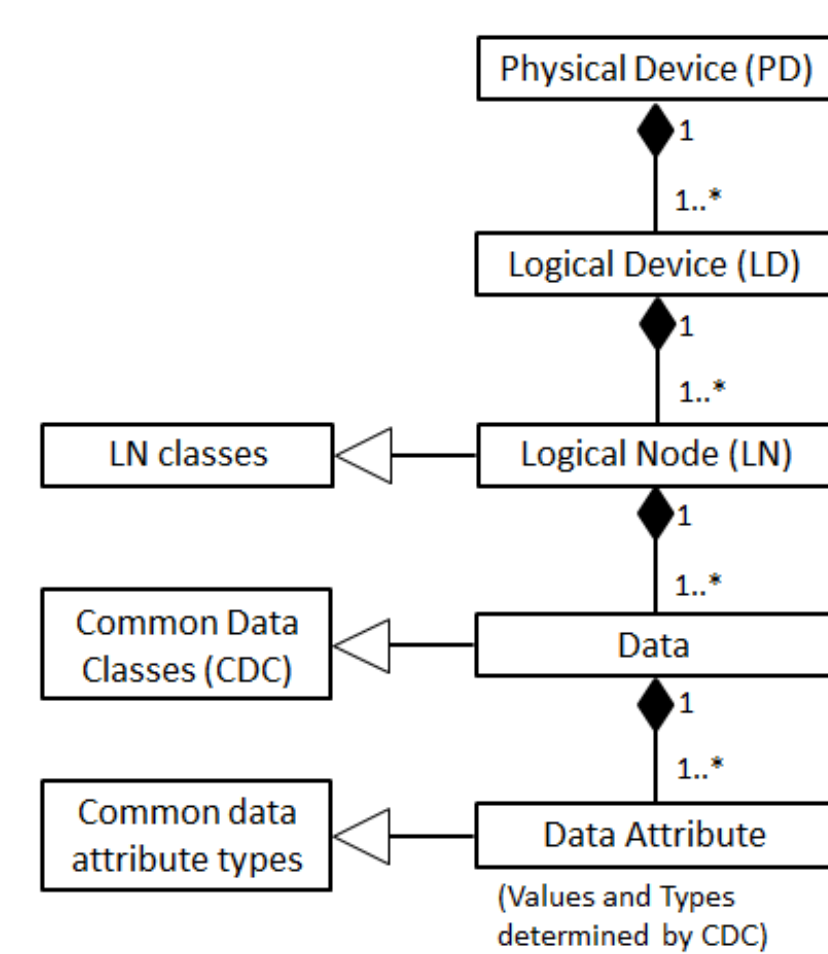 Physical Device (PD)
1
1..*
Logical Device (LD)
1
1..*
LN classes
Logical Node (LN)
1
1..*
Common Data
Classes (CDC)
Data
1
1..*
Common data
attribute types
Data Attribute
(Values and Types
determined by CDC)